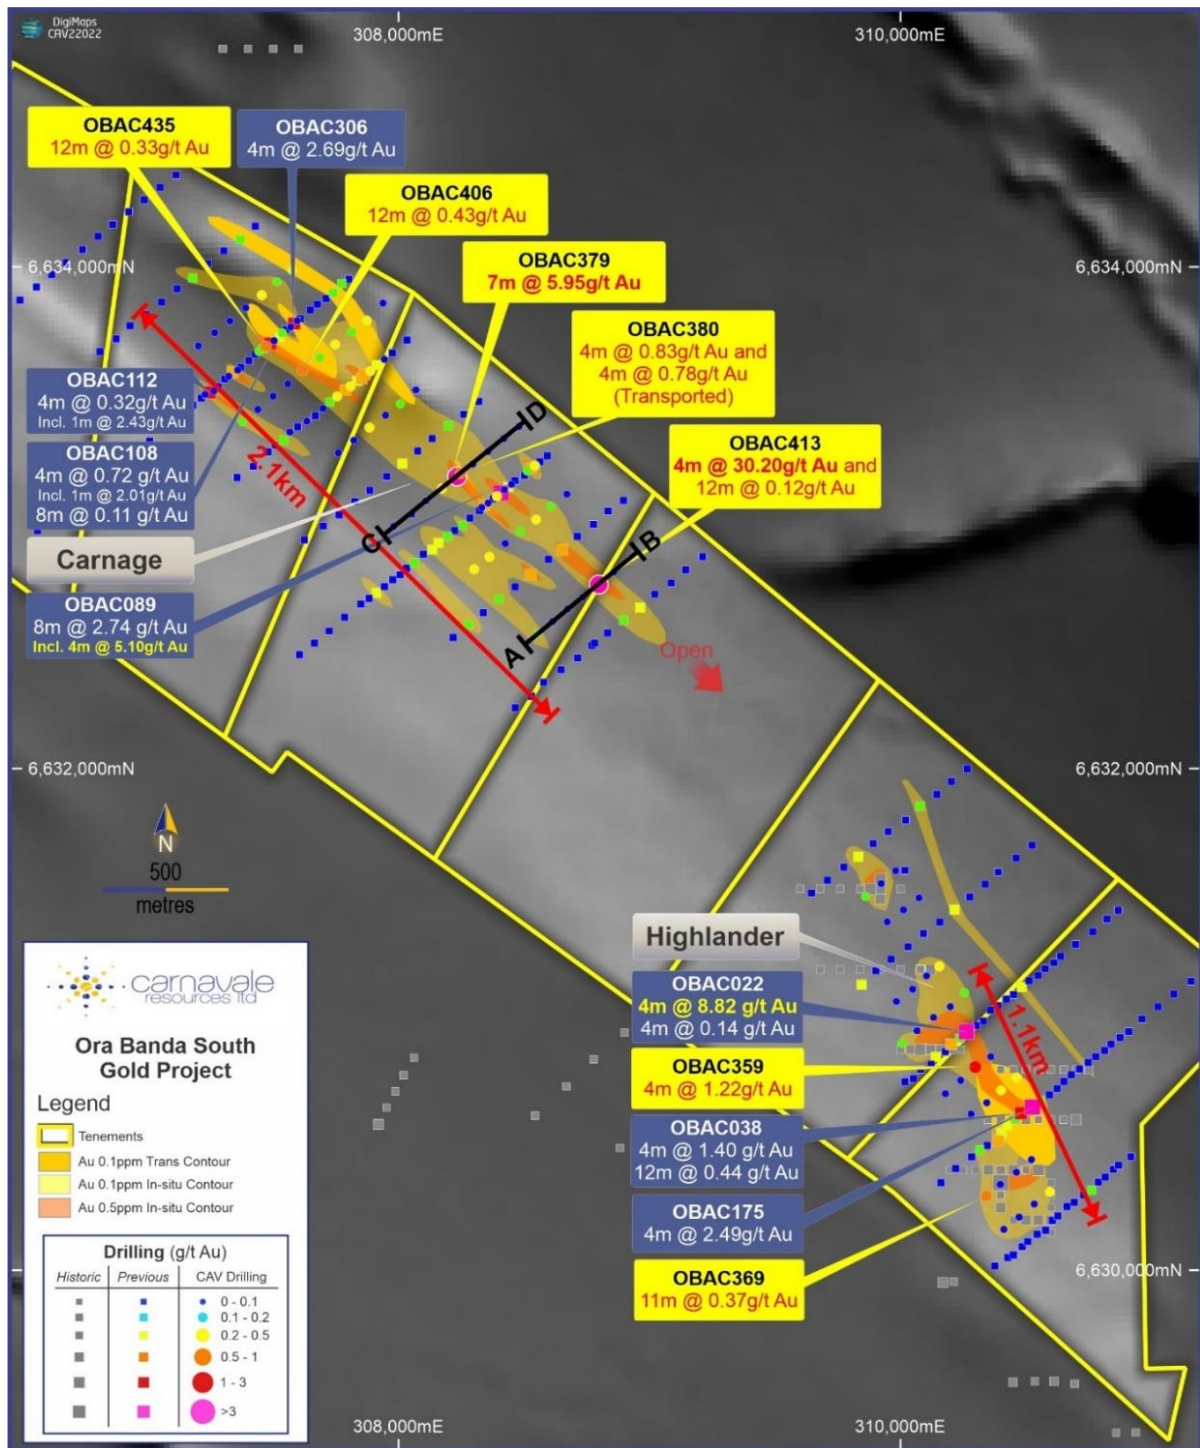 DigiMaps
CAV22022
308,000mE
310,000mE
OBAC435
12m @ 0.33g/t Au
OBAC306
4m @ 2.69g/t Au
OBAC406
12m @ 0.43g/t Au
6,634,000mN
6,634,000mN
OBAC379
7m @ 5.95g/t Au
OBAC380
4m @ 0.83g/t Au and
4m @ 0.78g/t Au
(Transported)
OBAC112
4m @ 0.32g/t Au
Incl. 1m @ 2.43g/t Au
D
OBAC413
4m @ 30.20g/t Au and
12m @ 0.12g/t Au
OBAC108
4m @ 0.72 g/t Au
Incl. 1m @ 2.01g/t Au
8m @ 0.11 g/t Au
2.1km
C
B
Carnage
OBAC089
8m @ 2.74 g/t Au
Incl. 4m @ 5.10g/t Au
A
Open
6,632,000mN
6,632,000mN
N
500
metres
Highlander
OBAC022
4m @ 8.82 g/t Au
4m @ 0.14 g/t Au
1.1km
OBAC359
4m @ 1.22g/t Au
OBAC038
4m @ 1.40 g/t Au
12m @ 0.44 g/t Au
OBAC175
4m @ 2.49g/t Au
OBAC369
11m @ 0.37g/t Au
6,630,000mN
carnavale
resources ltd
Ora Banda South
Gold Project
Legend
Tenements
Au 0.1ppm Trans Contour
Au 0.1ppm In-situ Contour
Au 0.5ppm In-situ Contour
Drilling (g/t Au)
Historic Previous CAV Drilling
0 - 0.1
0.1 - 0.2
0.2 - 0.5
0.5 - 1
1 - 3
>3
308,000mE
310,000mE